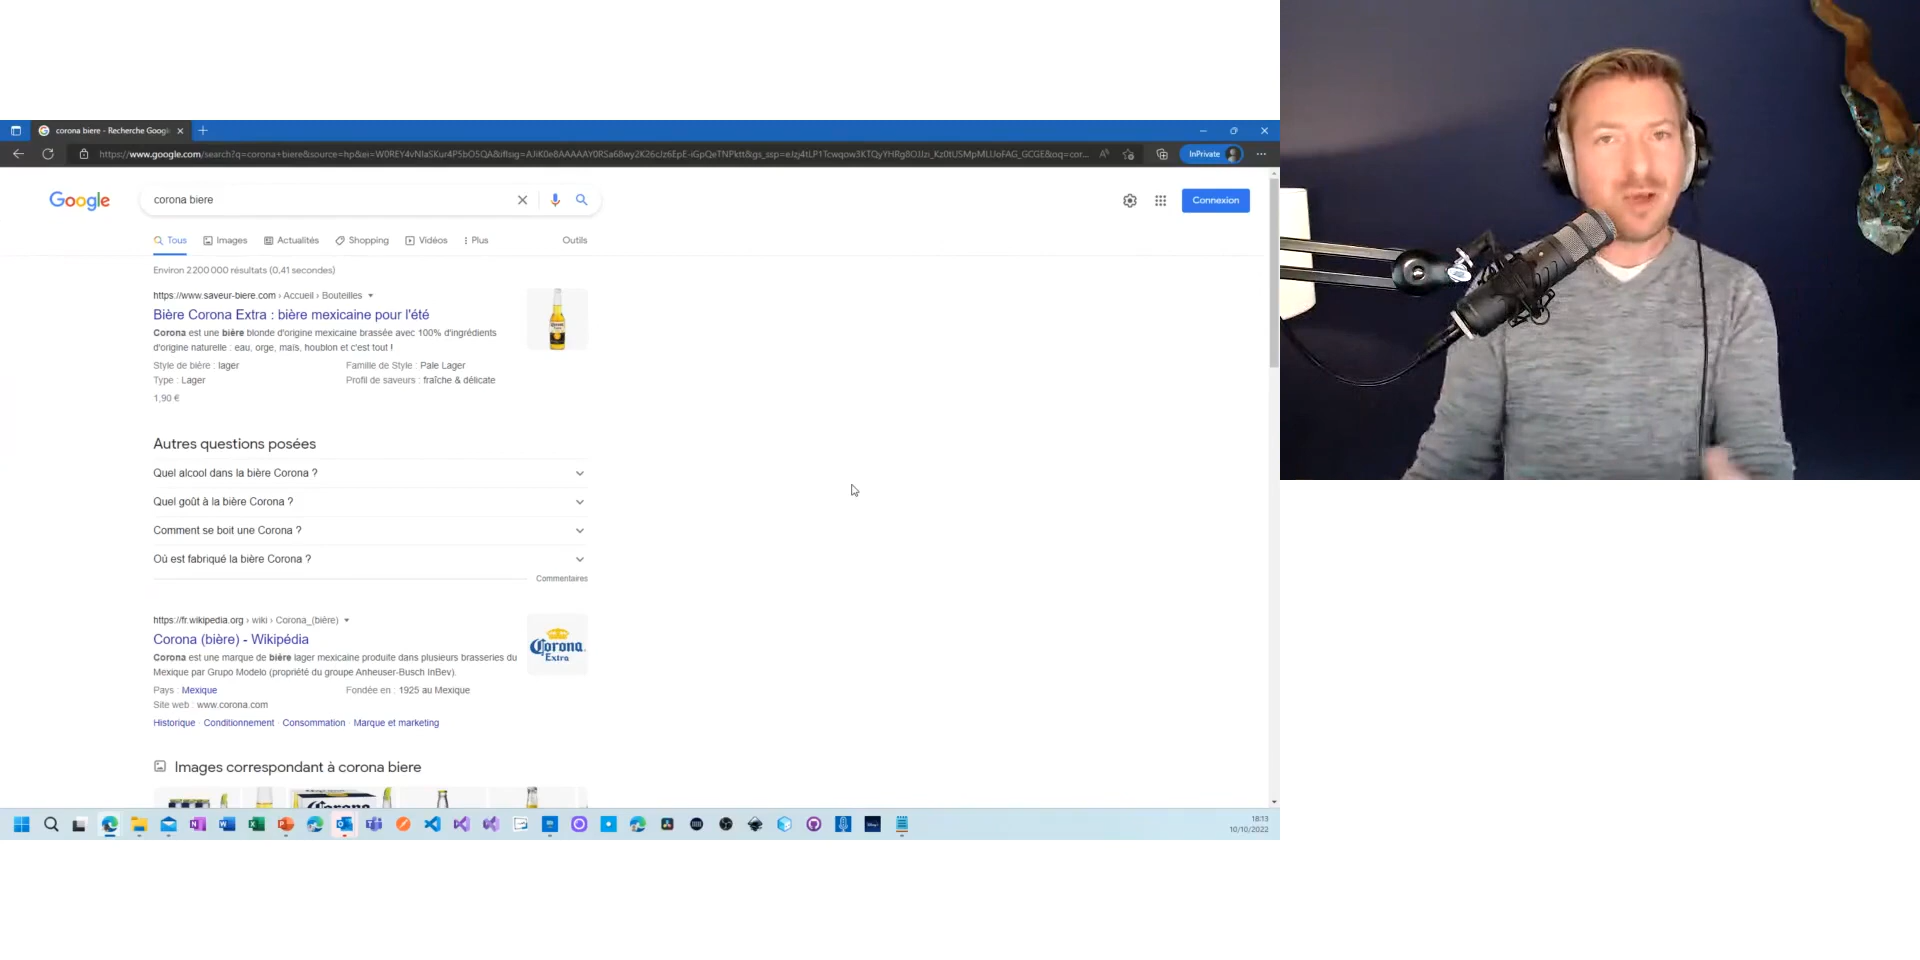 corona biere - Recherche Googl
InPrivate
Google
corona biere
Connexion
Tous Images Actualités Shopping Vidéos Plus Outils
Environ 2 200 000 résultats (0,41 secondes)
https://www.saveur-biere.com › Accueil › Bouteilles
Bière Corona Extra : bière mexicaine pour l'été
Corona est une bière blonde d'origine mexicaine brassée avec 100% d'ingrédients
d'origine naturelle : eau, orge, maïs, houblon et c'est tout !
Style de bière : lager Famille de Style : Pale Lager
Type : Lager Profil de saveurs : fraîche & délicate
1,90 €
Autres questions posées
Quel alcool dans la bière Corona ?
Quel goût à la bière Corona ?
Comment se boit une Corona ?
Où est fabriqué la bière Corona ?
Commentaires
https://fr.wikipedia.org › wiki › Corona_(bière)
Corona (bière) - Wikipédia
Corona est une marque de bière lager mexicaine produite dans plusieurs brasseries du
Mexique par Grupo Modelo (propriété du groupe Anheuser-Busch InBev).
Corona
Extra
Pays : Mexique Fondée en : 1925 au Mexique
Site web : www.corona.com
Historique · Conditionnement · Consommation · Marque et marketing
Images correspondant à corona biere
Corona
18:13
10/10/2022